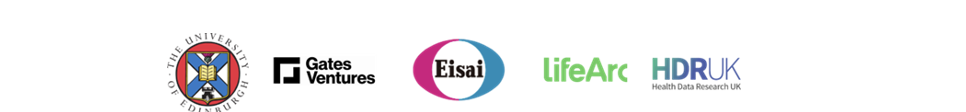 THE UNIVERSITY
OF EDINBURGH
Gates
Ventures
Eisai
LifeArc
HDRUK
Health Data Research UK